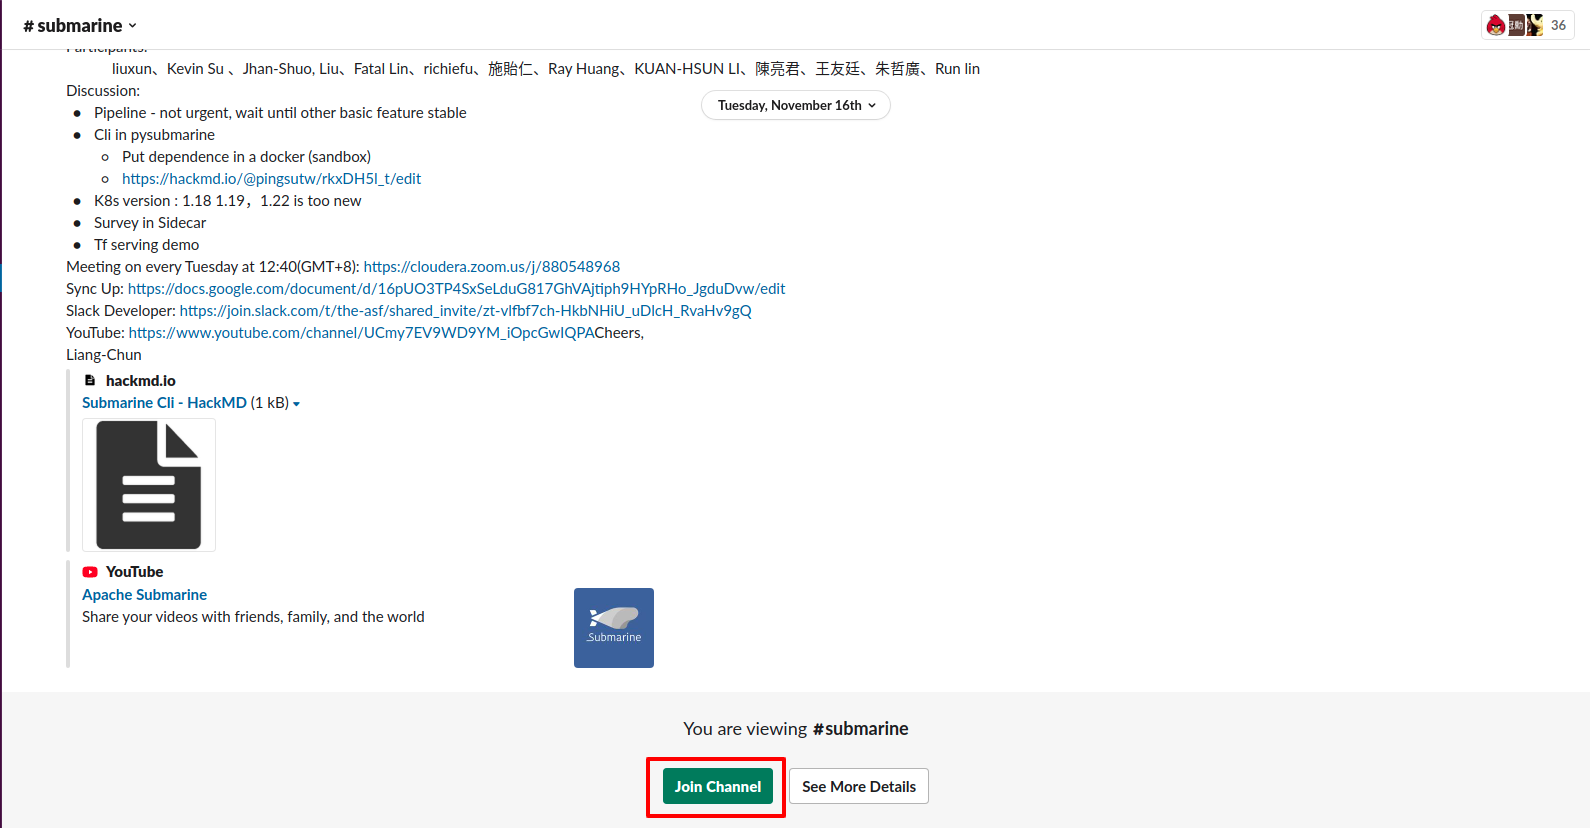 # submarine
36
Participants:
liuxun、Kevin Su 、Jhan-Shuo, Liu、Fatal Lin、richiefu、施貽仁、Ray Huang、KUAN-HSUN LI、陳亮君、王友廷、朱哲廣、Run lin
Discussion:
Tuesday, November 16th
● Pipeline - not urgent, wait until other basic feature stable
● Cli in pysubmarine
○ Put dependence in a docker (sandbox)
○ https://hackmd.io/@pingsutw/rkxDH5I_t/edit
● K8s version : 1.18 1.19，1.22 is too new
● Survey in Sidecar
● Tf serving demo
Meeting on every Tuesday at 12:40(GMT+8): https://cloudera.zoom.us/j/880548968
Sync Up: https://docs.google.com/document/d/16pUO3TP4SxSeLduG817GhVAjtiph9HYpRHo_JgduDvw/edit
Slack Developer: https://join.slack.com/t/the-asf/shared_invite/zt-vlfbf7ch-HkbNHiU_uDlcH_RvaHv9gQ
YouTube: https://www.youtube.com/channel/UCmy7EV9WD9YM_iOpcGwIQPACheers,
Liang-Chun
hackmd.io
Submarine Cli - HackMD (1 kB)
YouTube
Apache Submarine
Share your videos with friends, family, and the world
Submarine
You are viewing # submarine
Join Channel
See More Details